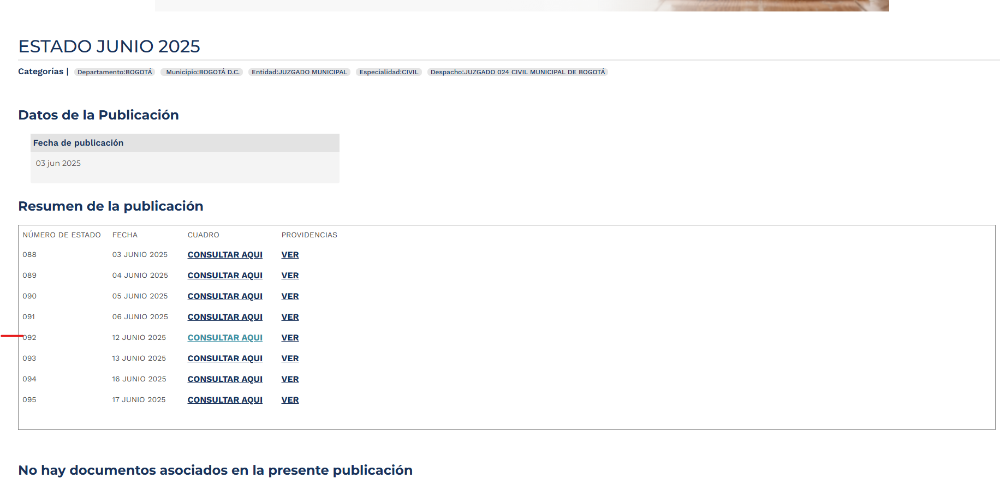 ESTADO JUNIO 2025
Categorías | Departamento:BOGOTÁ Municipio:BOGOTÁ D.C. Entidad:JUZGADO MUNICIPAL Especialidad:CIVIL Despacho:JUZGADO 024 CIVIL MUNICIPAL DE BOGOTÁ
Datos de la Publicación
Fecha de publicación
03 jun 2025
Resumen de la publicación
NÚMERO DE ESTADO FECHA CUADRO PROVIDENCIAS
088 03 JUNIO 2025 CONSULTAR AQUI VER
089 04 JUNIO 2025 CONSULTAR AQUI VER
090 05 JUNIO 2025 CONSULTAR AQUI VER
091 06 JUNIO 2025 CONSULTAR AQUI VER
092 12 JUNIO 2025 CONSULTAR AQUI VER
093 13 JUNIO 2025 CONSULTAR AQUI VER
094 16 JUNIO 2025 CONSULTAR AQUI VER
095 17 JUNIO 2025 CONSULTAR AQUI VER
No hay documentos asociados en la presente publicación